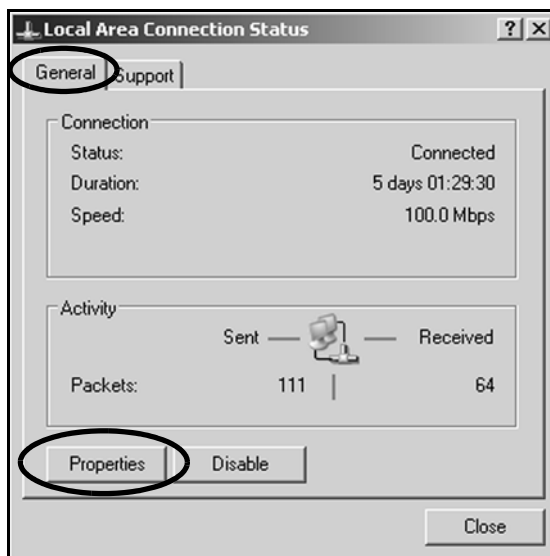 Local Area Connection Status
General Support
Connection
Status: Connected
Duration: 5 days 01:29:30
Speed: 100.0 Mbps
Activity
Sent Received
Packets: 111 64
Properties Disable
Close